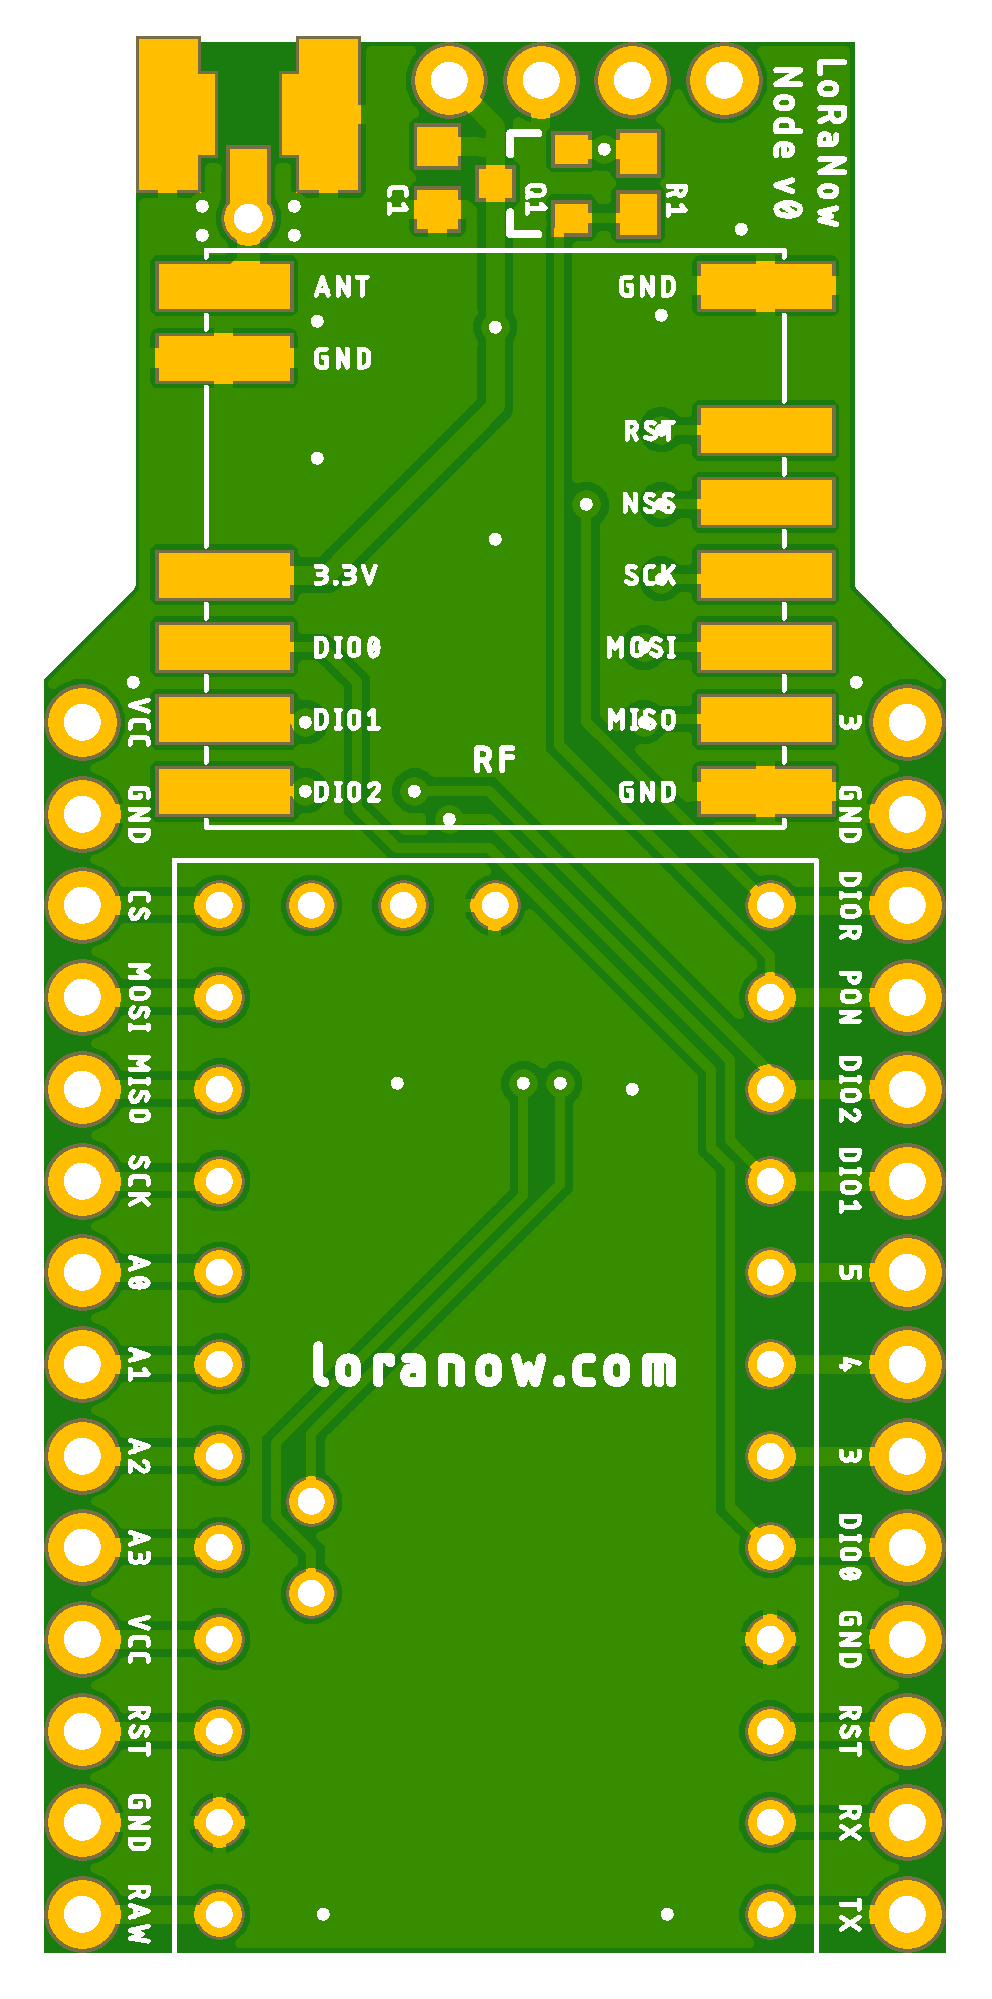 LoRaNow
Node v0
C1
Q1
R1
ANT
GND
GND
GND
RST
NSS
3.3V
SCK
DIO0
MOSI
DIO1
MISO
DIO2
GND
RF
VCC
GND
CS
MOSI
MISO
SCK
A0
A1
A2
A3
VCC
RST
GND
RAW
3
GND
DIOR
PON
DIO2
DIO1
5
4
3
DIO0
GND
RST
RX
TX
loranow.com